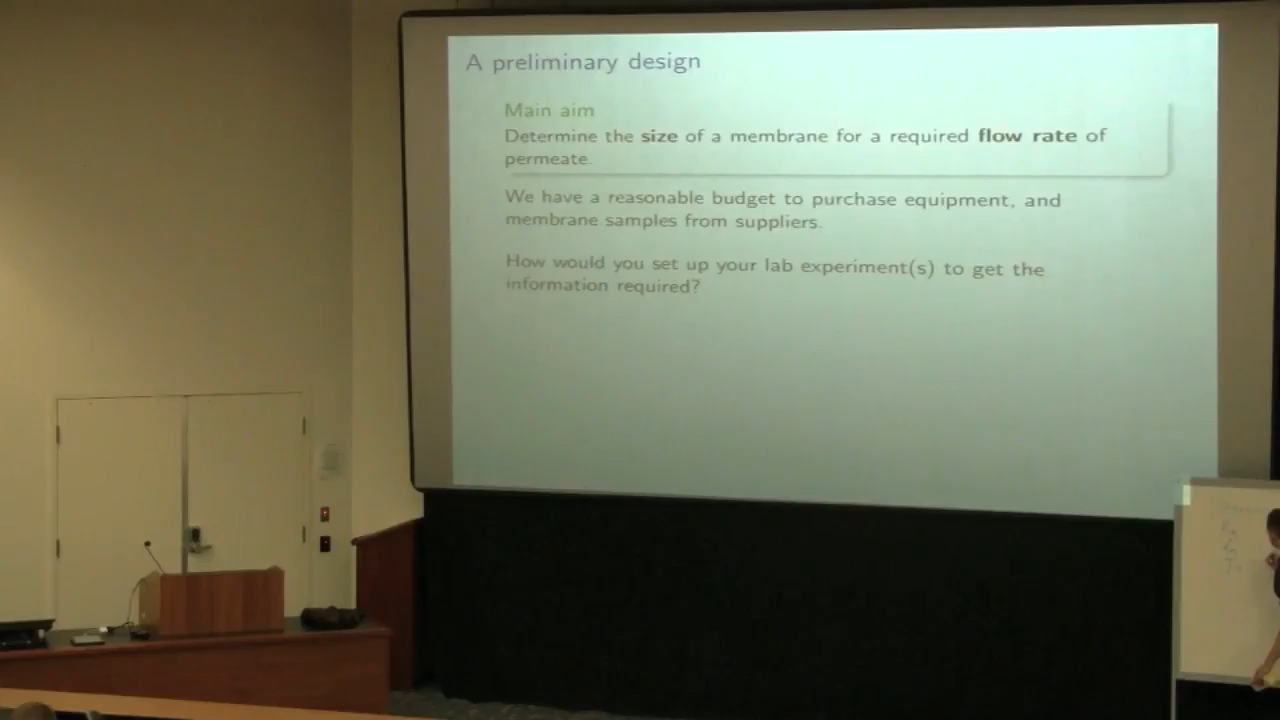 A preliminary design
Main aim
Determine the size of a membrane for a required flow rate of
permeate.
We have a reasonable budget to purchase equipment, and
membrane samples from suppliers.
How would you set up your lab experiment(s) to get the
information required?